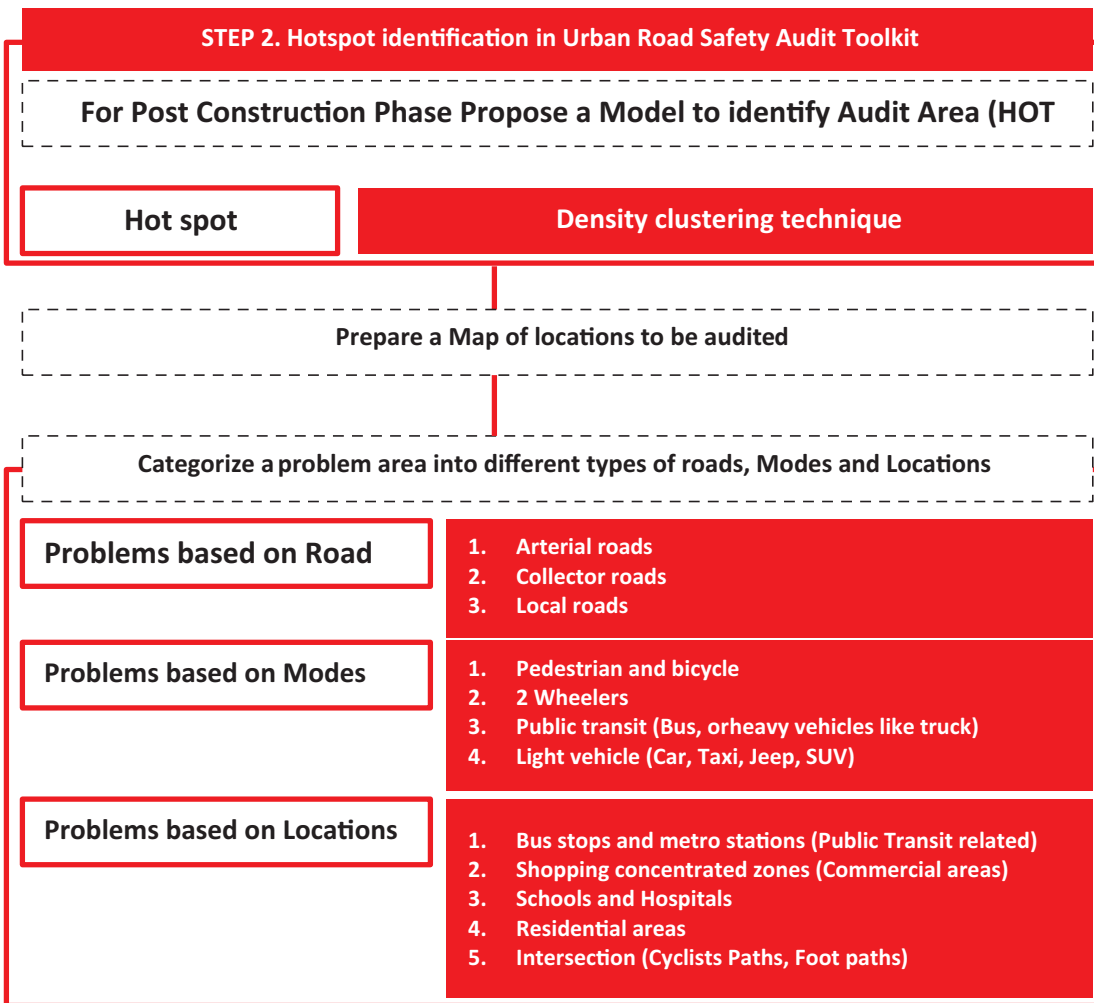 STEP 2. Hotspot identification in Urban Road Safety Audit Toolkit
For Post Construction Phase Propose a Model to identify Audit Area (HOT
Hot spot
Density clustering technique
Prepare a Map of locations to be audited
Categorize a problem area into different types of roads, Modes and Locations
Problems based on Road
1. Arterial roads
2. Collector roads
3. Local roads
Problems based on Modes
1. Pedestrian and bicycle
2. 2 Wheelers
3. Public transit (Bus, orheavy vehicles like truck)
4. Light vehicle (Car, Taxi, Jeep, SUV)
Problems based on Locations
1. Bus stops and metro stations (Public Transit related)
2. Shopping concentrated zones (Commercial areas)
3. Schools and Hospitals
4. Residential areas
5. Intersection (Cyclists Paths, Foot paths)